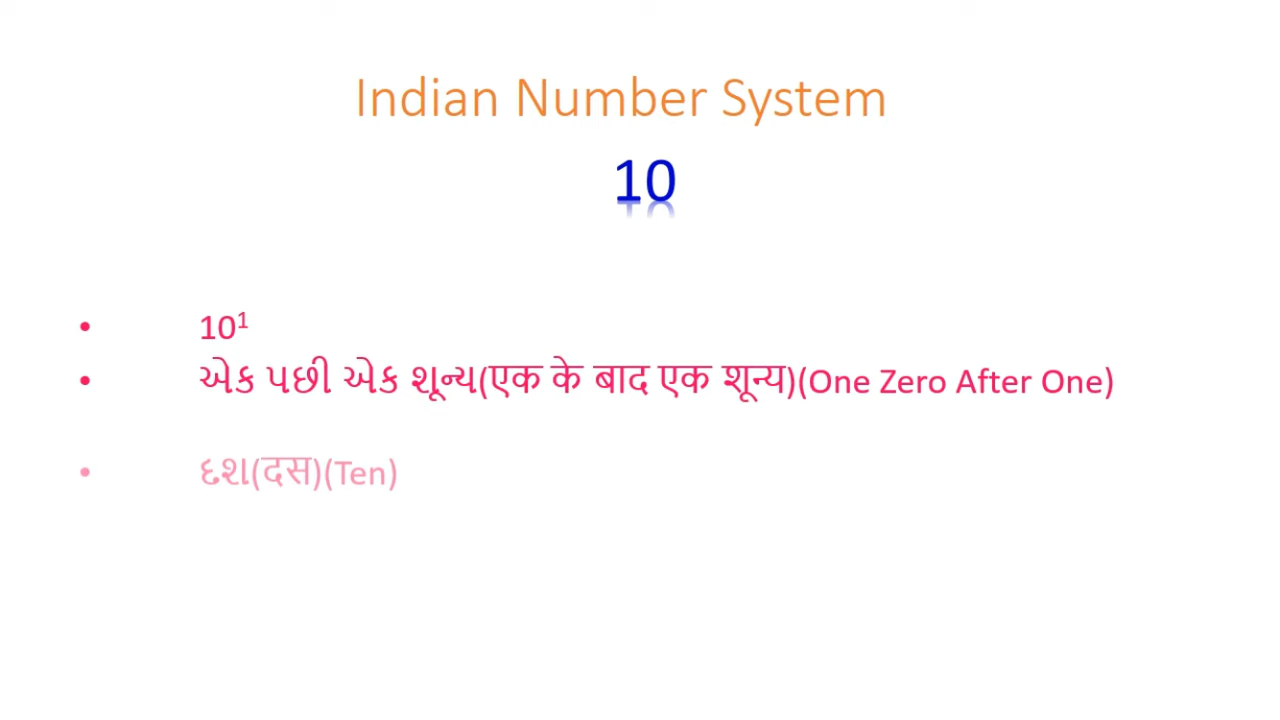 Indian Number System
10
• 10¹
• એક પછી એક શૂન્ય(एक के बाद एक शून्य)(One Zero After One)
• દશ(दस)(Ten)